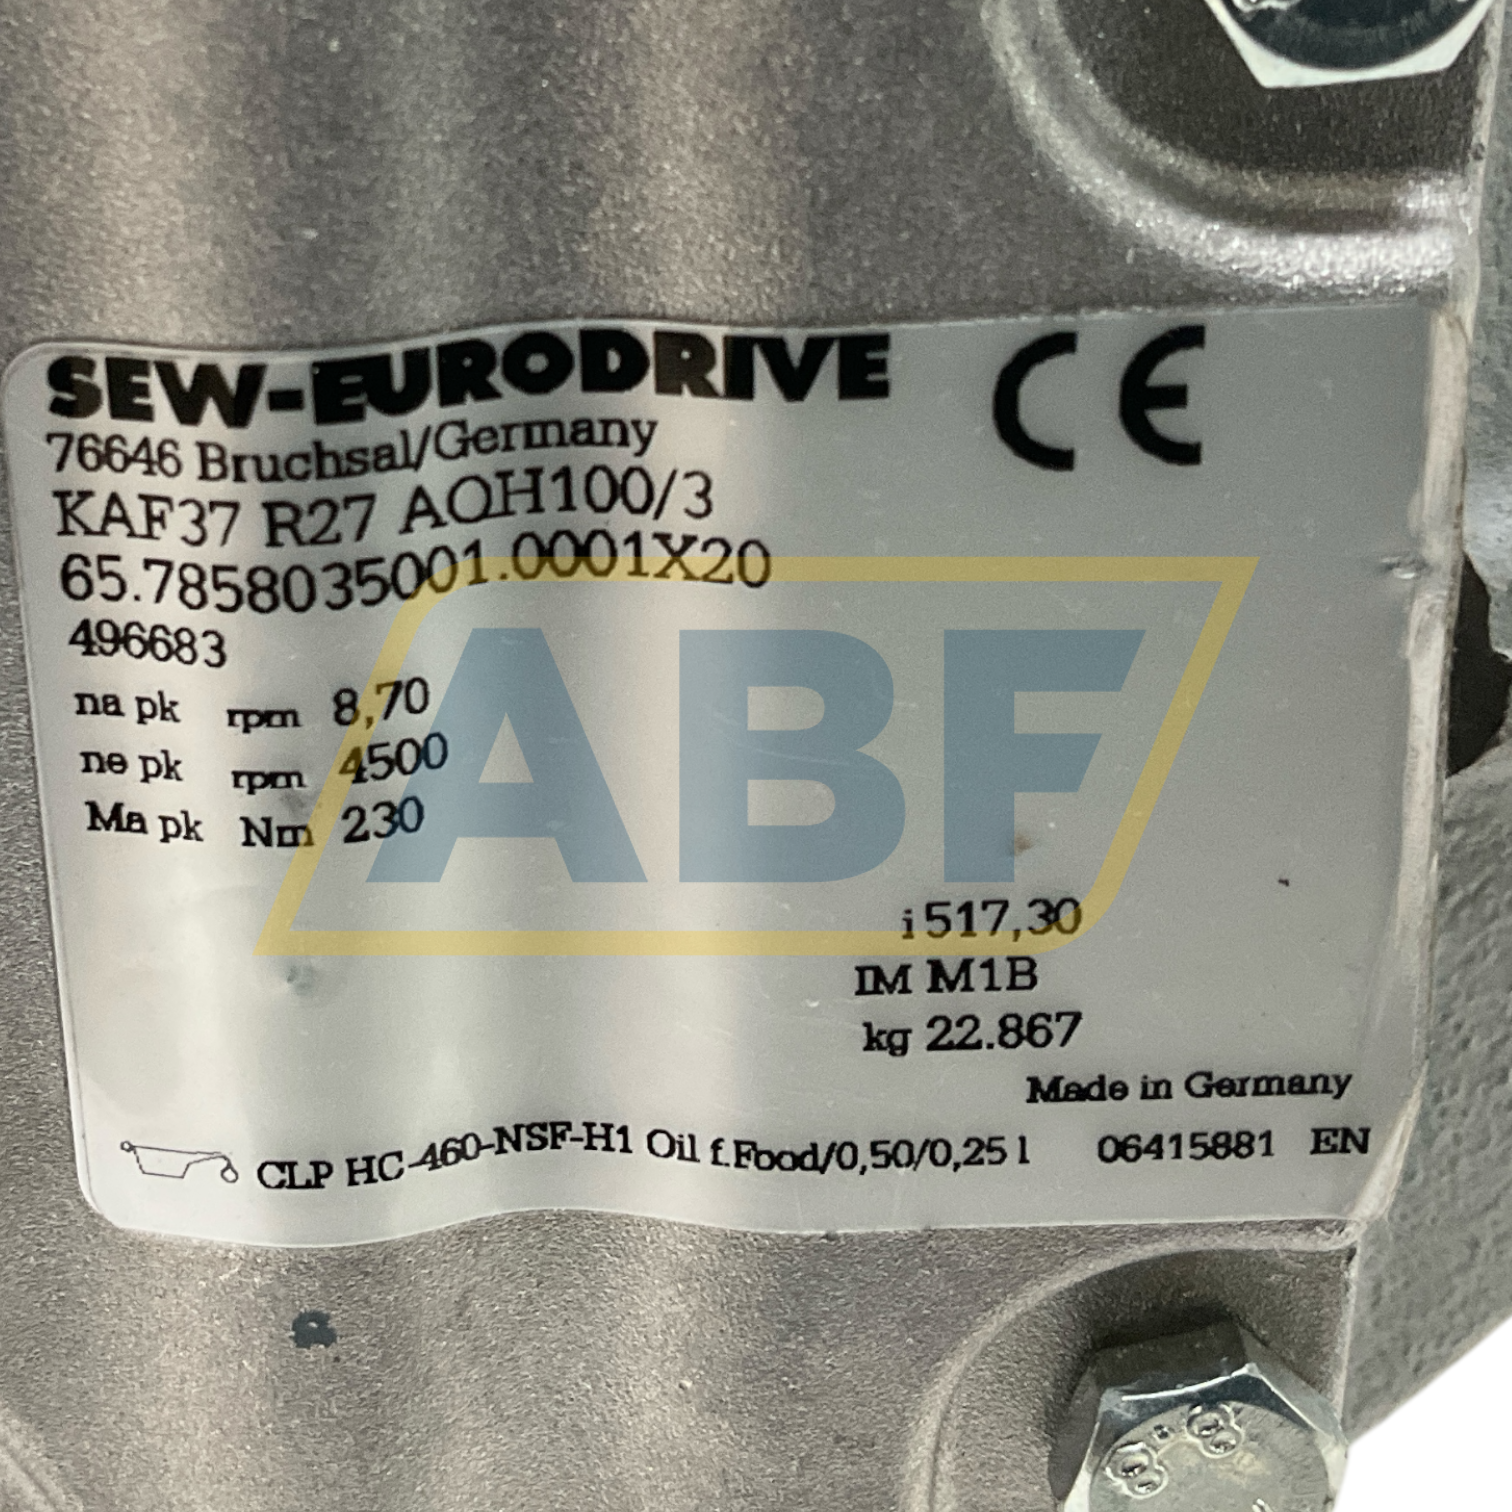 SEW-EURODRIVE CE
76646 Bruchsal/Germany
KAF37 R27 AQH100/3
65.7858035001.0001X20
496683
na pk rpm 8,70
ne pk rpm 4500
Ma pk Nm 230
ABF
i 517,30
IM M1B
kg 22.867
Made in Germany
CLP HC-460-NSF-H1 Oil f.Food/0,50/0,25 l 06415881 EN
8.8